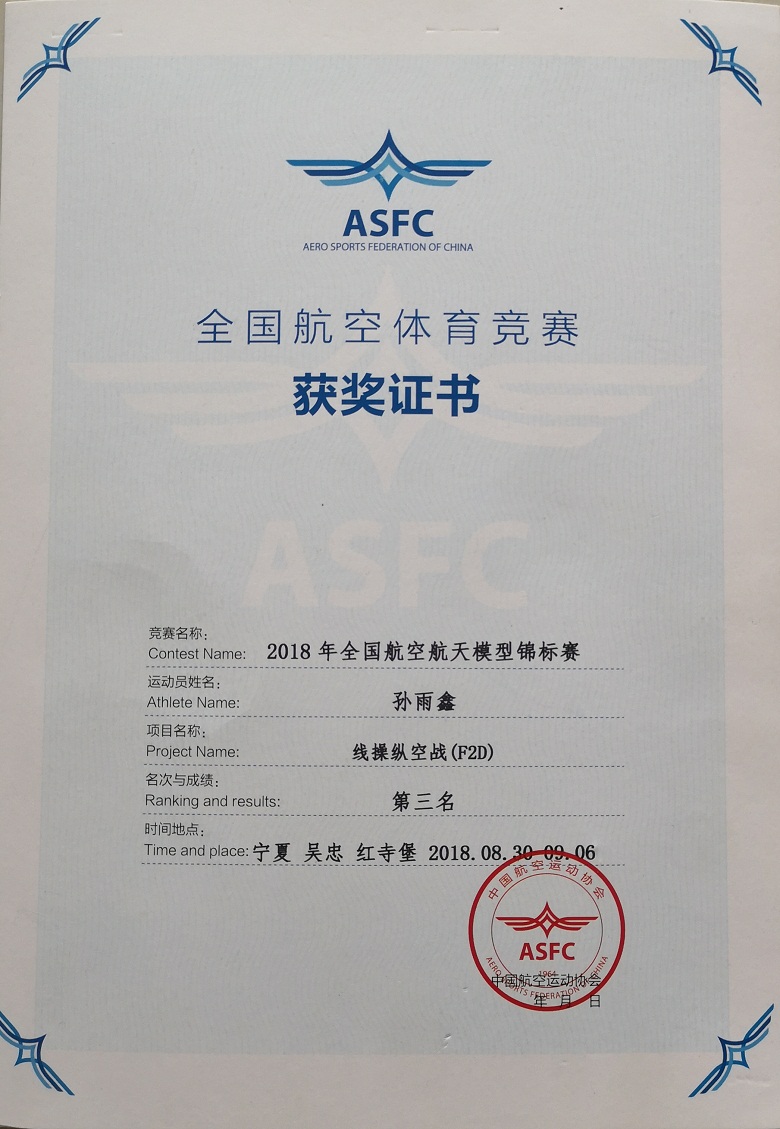 ASFC
AERO SPORTS FEDERATION OF CHINA
全国航空体育竞赛
获奖证书
ASFC
竞赛名称:
Contest Name: 2018 年全国航空航天模型锦标赛
运动员姓名:
Athlete Name: 孙雨鑫
项目名称:
Project Name: 线操纵空战(F2D)
名次与成绩:
Ranking and results: 第三名
时间地点:
Time and place: 宁夏 吴忠 红寺堡 2018.08.30-09.06
中国航空运动协会
ASFC
1964
AERO SPORTS FEDERATION OF CHINA
中国航空运动协会
年 月 日